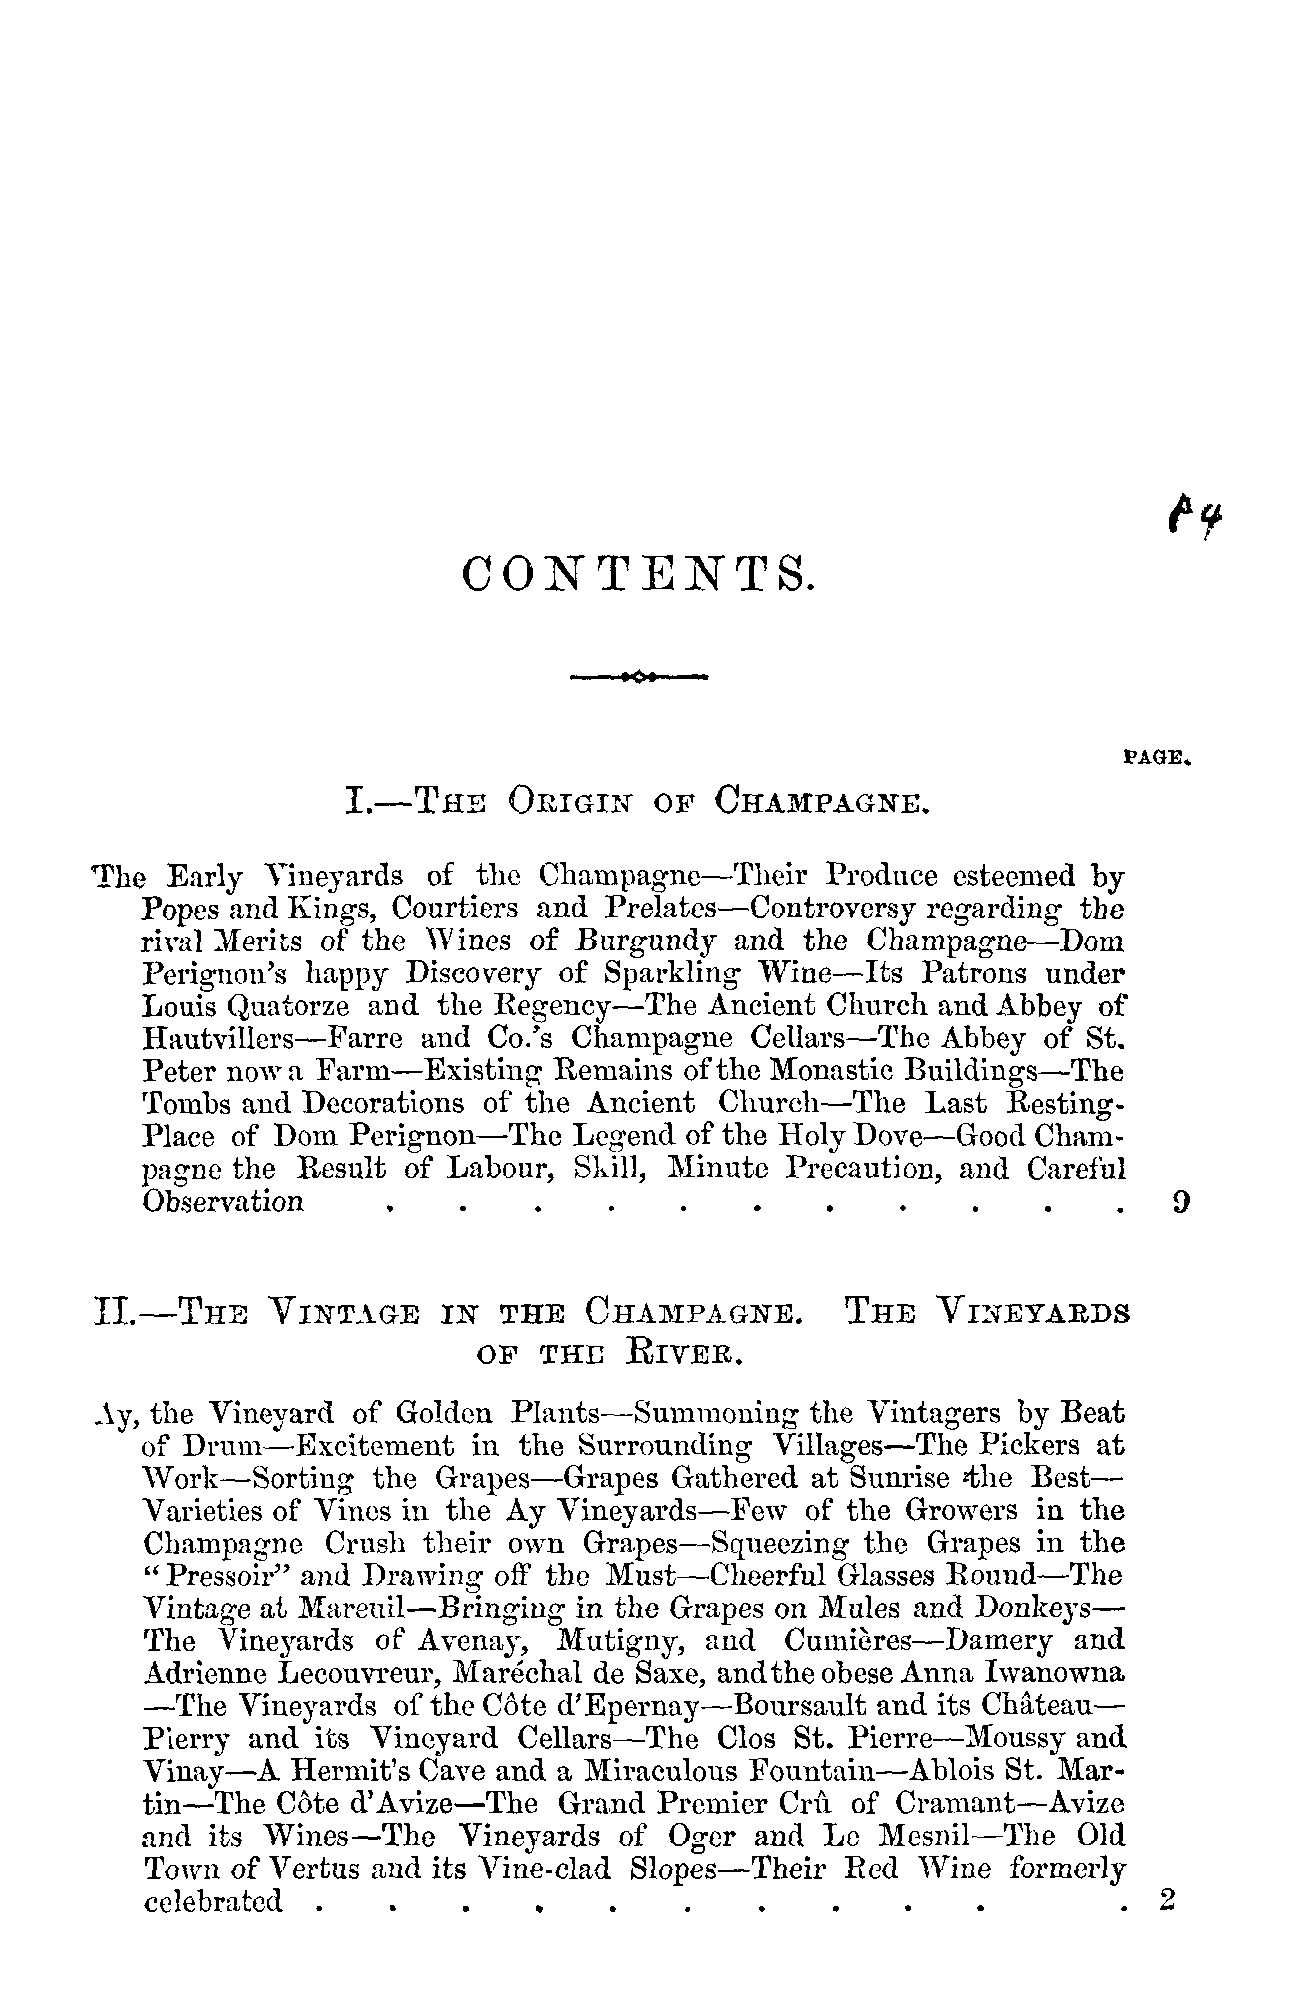 P4
CONTENTS.
PAGE.
I.—The Origin of Champagne.
The Early Vineyards of the Champagne—Their Produce esteemed by
Popes and Kings, Courtiers and Prelates—Controversy regarding the
rival Merits of the Wines of Burgundy and the Champagne—Dom
Perignon's happy Discovery of Sparkling Wine—Its Patrons under
Louis Quatorze and the Regency—The Ancient Church and Abbey of
Hautvillers—Farre and Co.'s Champagne Cellars—The Abbey of St.
Peter now a Farm—Existing Remains of the Monastic Buildings—The
Tombs and Decorations of the Ancient Church—The Last Resting-
Place of Dom Perignon—The Legend of the Holy Dove—Good Cham-
pagne the Result of Labour, Skill, Minute Precaution, and Careful
Observation . . . . . . . . . . . 9
II.—The Vintage in the Champagne. The Vineyards
of the River.
Ay, the Vineyard of Golden Plants—Summoning the Vintagers by Beat
of Drum—Excitement in the Surrounding Villages—The Pickers at
Work—Sorting the Grapes—Grapes Gathered at Sunrise the Best—
Varieties of Vines in the Ay Vineyards—Few of the Growers in the
Champagne Crush their own Grapes—Squeezing the Grapes in the
"Pressoir" and Drawing off the Must—Cheerful Glasses Round—The
Vintage at Mareuil—Bringing in the Grapes on Mules and Donkeys—
The Vineyards of Avenay, Mutigny, and Cumières—Damery and
Adrienne Lecouvreur, Maréchal de Saxe, and the obese Anna Iwanowna
—The Vineyards of the Côte d'Epernay—Boursault and its Château—
Pierry and its Vineyard Cellars—The Clos St. Pierre—Moussy and
Vinay—A Hermit's Cave and a Miraculous Fountain—Ablois St. Mar-
tin—The Côte d'Avize—The Grand Premier Crû of Cramant—Avize
and its Wines—The Vineyards of Oger and Le Mesnil—The Old
Town of Vertus and its Vine-clad Slopes—Their Red Wine formerly
celebrated . . . . . . . . . . . 2